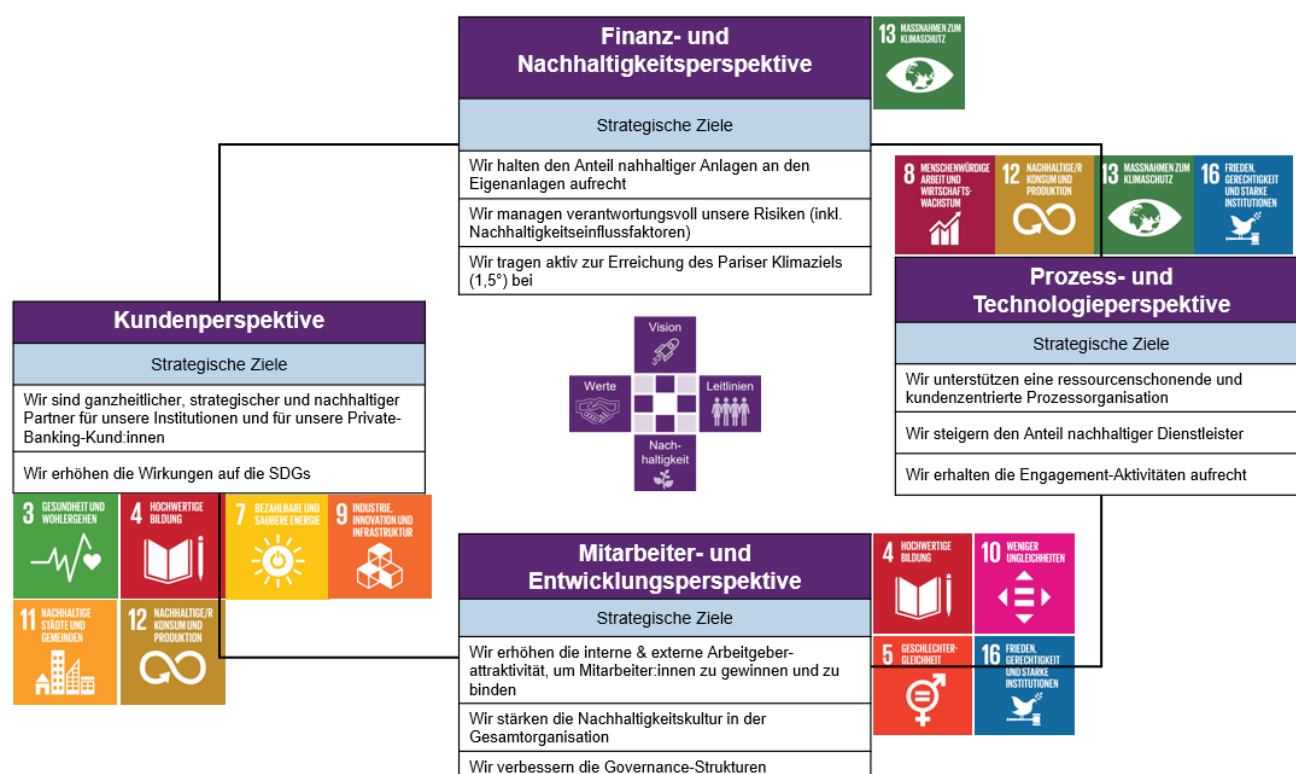 Finanz- und
Nachhaltigkeitsperspektive
Strategische Ziele
Wir halten den Anteil nahhaltiger Anlagen an den
Eigenanlagen aufrecht
Wir managen verantwortungsvoll unsere Risiken (inkl.
Nachhaltigkeitseinflussfaktoren)
Wir tragen aktiv zur Erreichung des Pariser Klimaziels
(1,5°) bei
13 MASSNAHMEN ZUM
KLIMASCHUTZ
8 MENSCHENWÜRDIGE
ARBEIT UND
WIRTSCHAFTS-
WACHSTUM
12 NACHHALTIGE/R
KONSUM UND
PRODUKTION
13 MASSNAHMEN ZUM
KLIMASCHUTZ
16 FRIEDEN,
GERECHTIGKEIT
UND STARKE
INSTITUTIONEN
Prozess- und
Technologieperspektive
Strategische Ziele
Wir unterstützen eine ressourcenschonende und
kundenzentrierte Prozessorganisation
Wir steigern den Anteil nachhaltiger Dienstleister
Wir erhalten die Engagement-Aktivitäten aufrecht
Kundenperspektive
Strategische Ziele
Wir sind ganzheitlicher, strategischer und nachhaltiger
Partner für unsere Institutionen und für unsere Private-
Banking-Kund:innen
Wir erhöhen die Wirkungen auf die SDGs
3 GESUNDHEIT UND
WOHLERGEHEN
4 HOCHWERTIGE
BILDUNG
7 BEZAHLBARE UND
SAUBERE ENERGIE
9 INDUSTRIE,
INNOVATION UND
INFRASTRUKTUR
11 NACHHALTIGE
STÄDTE UND
GEMEINDEN
12 NACHHALTIGE/R
KONSUM UND
PRODUKTION
Vision
Werte
Leitlinien
Nach-
haltigkeit
Mitarbeiter- und
Entwicklungsperspektive
Strategische Ziele
Wir erhöhen die interne & externe Arbeitgeber-
attraktivität, um Mitarbeiter:innen zu gewinnen und zu
binden
Wir stärken die Nachhaltigkeitskultur in der
Gesamtorganisation
Wir verbessern die Governance-Strukturen
4 HOCHWERTIGE
BILDUNG
10 WENIGER
UNGLEICHHEITEN
5 GESCHLECHTER-
GLEICHHEIT
16 FRIEDEN,
GERECHTIGKEIT
UND STARKE
INSTITUTIONEN